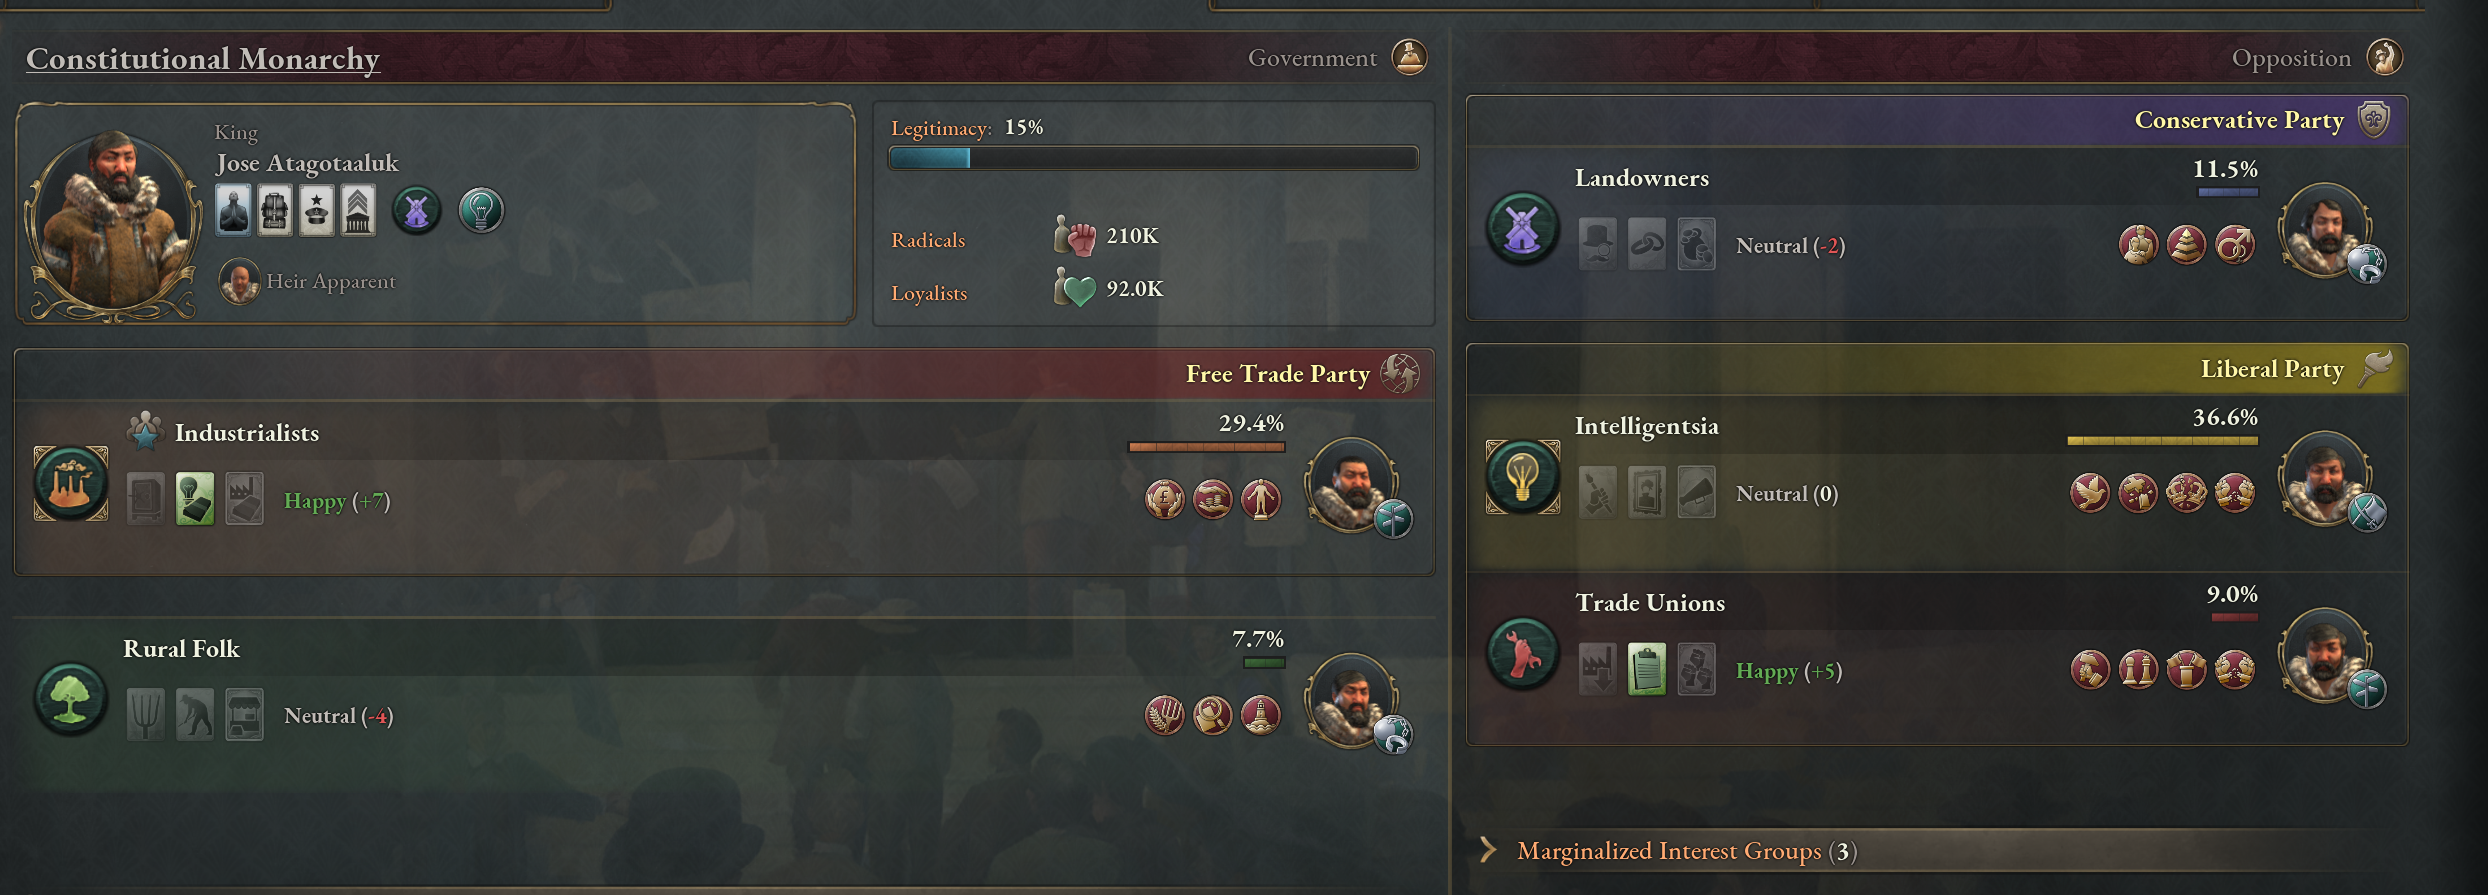 Constitutional Monarchy
Government
King
Jose Atagotaaluk
Heir Apparent
Legitimacy: 15%
Radicals 210K
Loyalists 92.0K
Free Trade Party
Industrialists
29.4%
Happy (+7)
Rural Folk
7.7%
Neutral (-4)
Opposition
Conservative Party
Landowners
11.5%
Neutral (-2)
Liberal Party
Intelligentsia
36.6%
Neutral (0)
Trade Unions
9.0%
Happy (+5)
Marginalized Interest Groups (3)